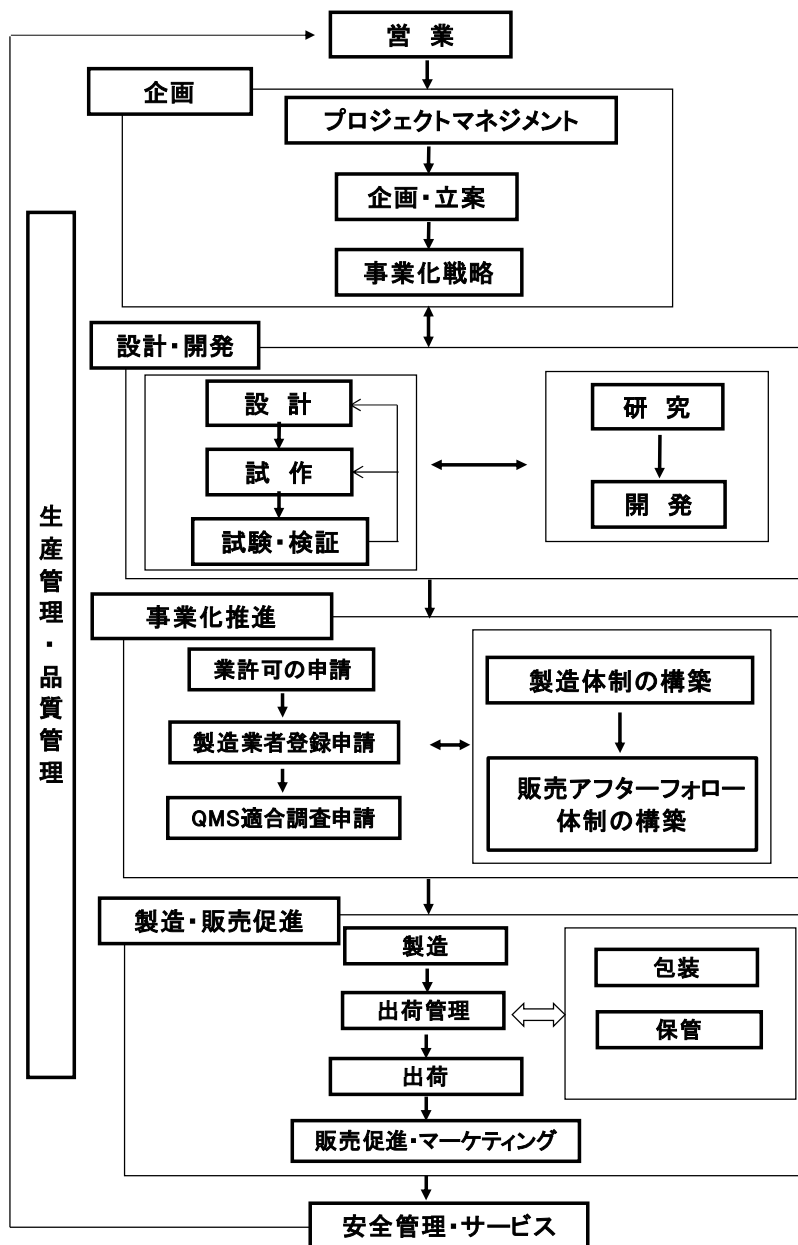 営 業
企画
プロジェクトマネジメント
企画・立案
事業化戦略
生産管理・品質管理
設計・開発
設 計
試 作
試験・検証
研 究
開 発
事業化推進
業許可の申請
製造業者登録申請
QMS適合調査申請
製造体制の構築
販売アフターフォロー
体制の構築
製造・販売促進
製造
出荷管理
出荷
販売促進・マーケティング
包装
保管
安全管理・サービス